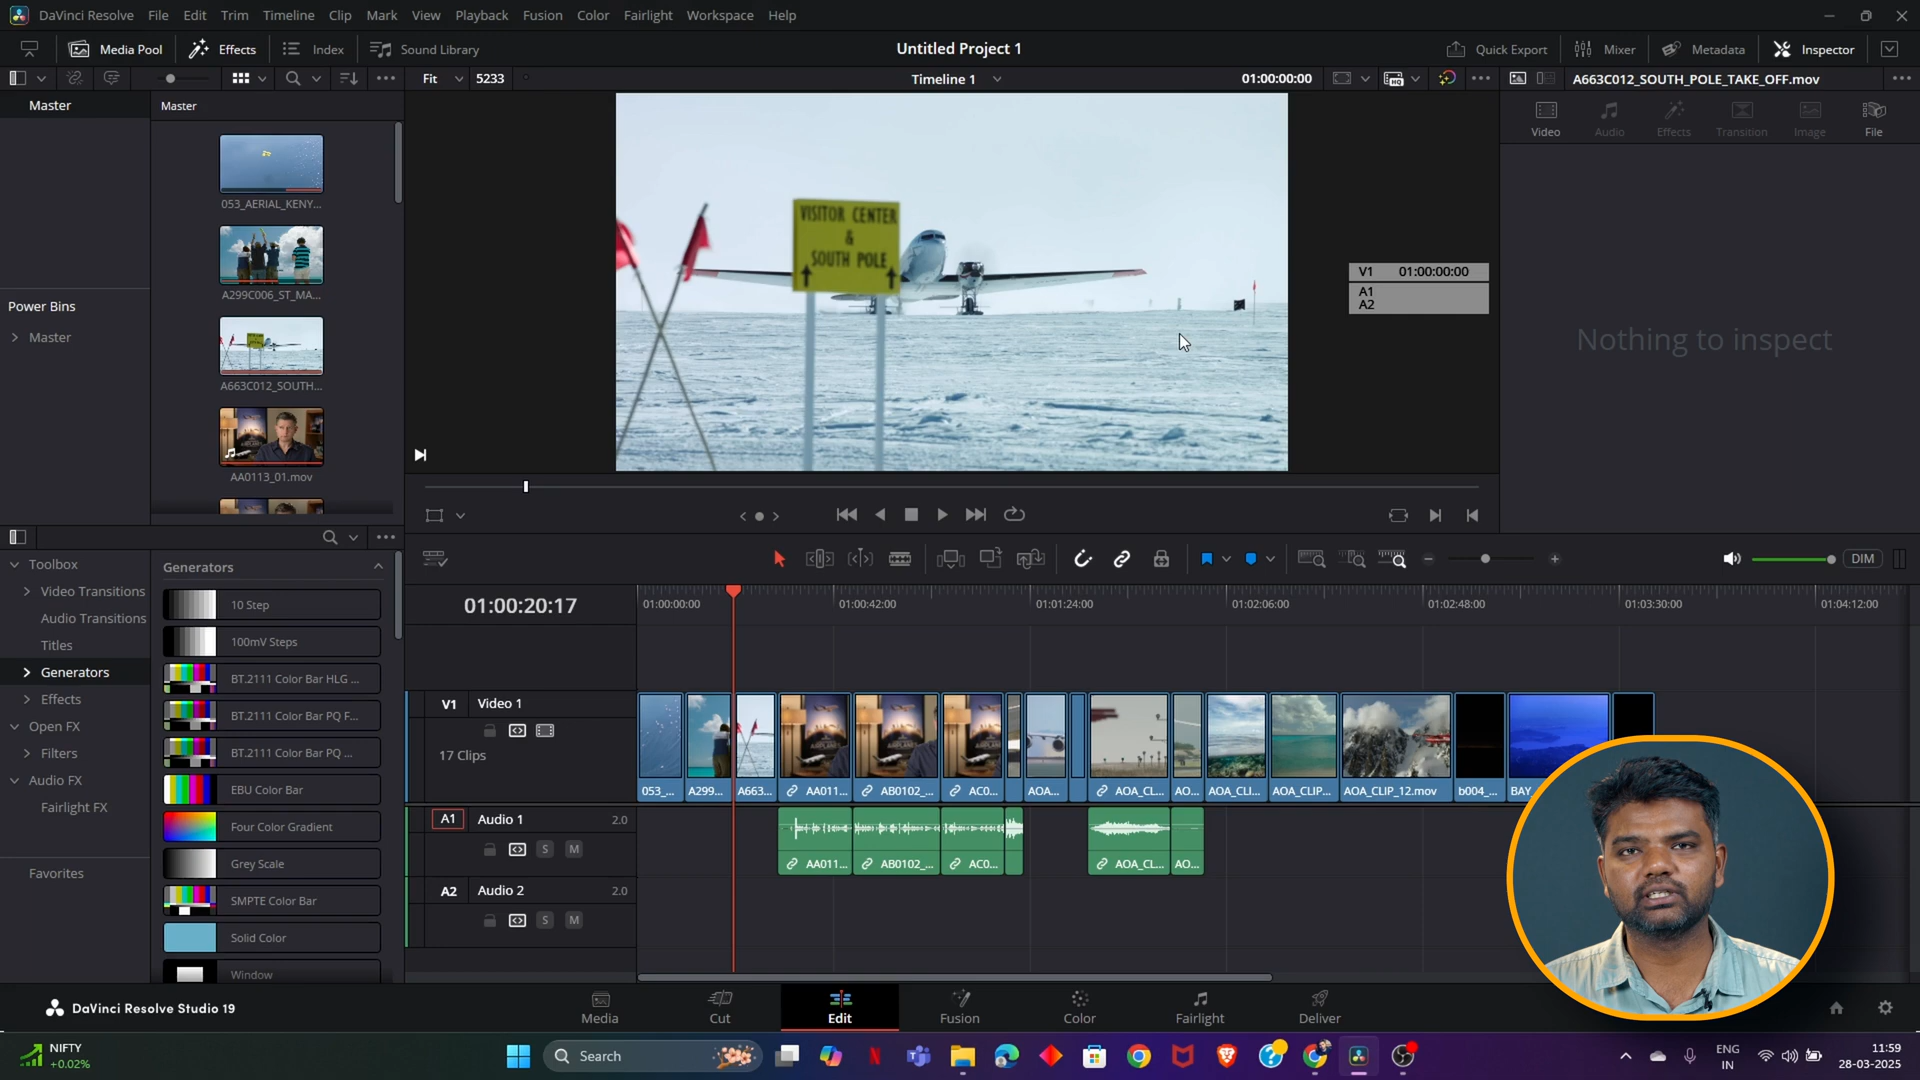 DaVinci Resolve File Edit Trim Timeline Clip Mark View Playback Fusion Color Fairlight Workspace Help
Media Pool Effects Index Sound Library
Untitled Project 1
Quick Export Mixer Metadata Inspector
Fit 5233 Timeline 1 01:00:00:00
A663C012_SOUTH_POLE_TAKE_OFF.mov
Master
Master
Video Audio Effects Transition Image File
053_AERIAL_KENY...
A299C006_ST_MA...
A663C012_SOUTH...
AA0113_01.mov
Power Bins
Master
VISITOR CENTER
&
SOUTH POLE
V1 01:00:00:00
A1
A2
Nothing to inspect
Toolbox
Video Transitions
Audio Transitions
Titles
Generators
Effects
Open FX
Filters
Audio FX
Fairlight FX
Favorites
Generators
10 Step
100mV Steps
BT.2111 Color Bar HLG ...
BT.2111 Color Bar PQ F...
BT.2111 Color Bar PQ ...
EBU Color Bar
Four Color Gradient
Grey Scale
SMPTE Color Bar
Solid Color
Window
DIM
01:00:20:17
01:00:00:00 01:00:42:00 01:01:24:00 01:02:06:00 01:02:48:00 01:03:30:00 01:04:12:00
V1 Video 1
17 Clips
053_... A299... A663... AA011... AB0102_... AC0... AOA... AOA_CL... AO... AOA_CLI... AOA_CLIP... AOA_CLIP_12.mov b004_... BAY_
A1 Audio 1 2.0
S M
AA011... AB0102_... AC0... AOA_CL... AO...
A2 Audio 2 2.0
S M
DaVinci Resolve Studio 19
Media Cut Edit Fusion Color Fairlight Deliver
NIFTY
+0.02%
Search
ENG
IN
11:59
28-03-2025